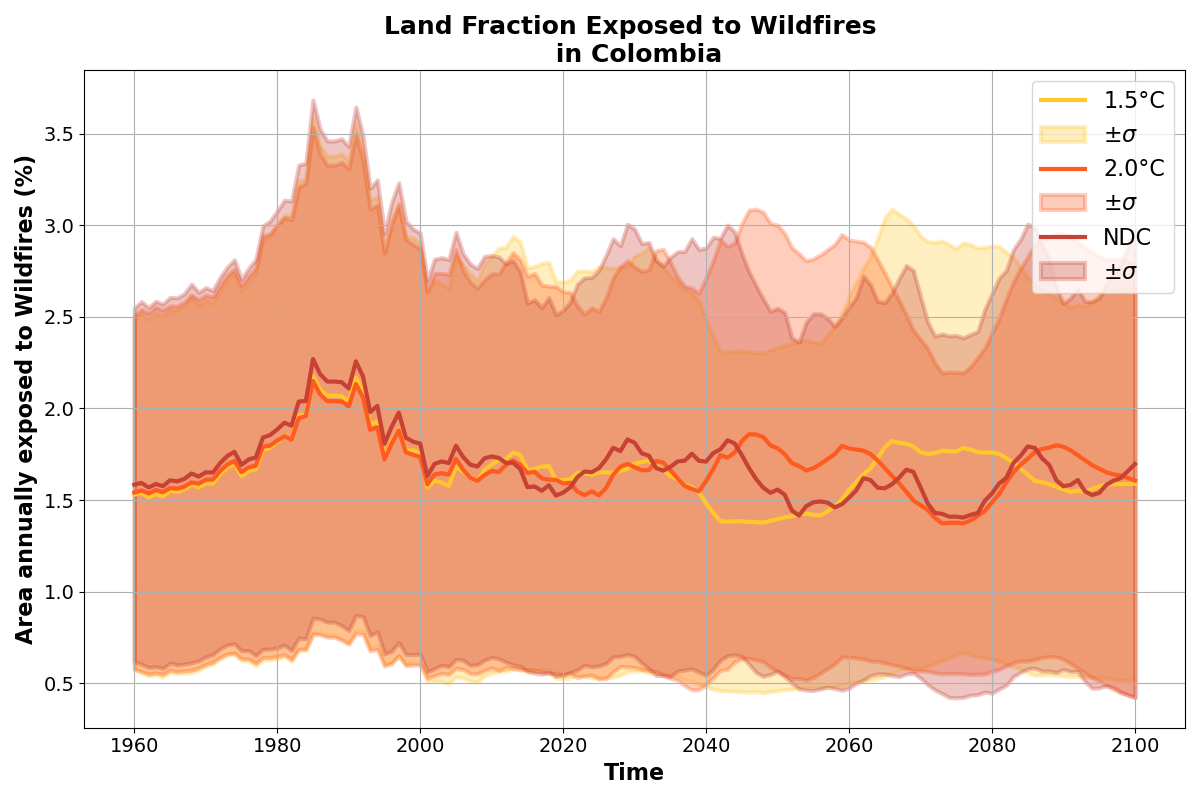 Land Fraction Exposed to Wildfires
in Colombia
Area annually exposed to Wildfires (%)
3.5
3.0
2.5
2.0
1.5
1.0
0.5
1960
1980
2000
2020
2040
2060
2080
2100
Time
1.5°C
±σ
2.0°C
±σ
NDC
±σ